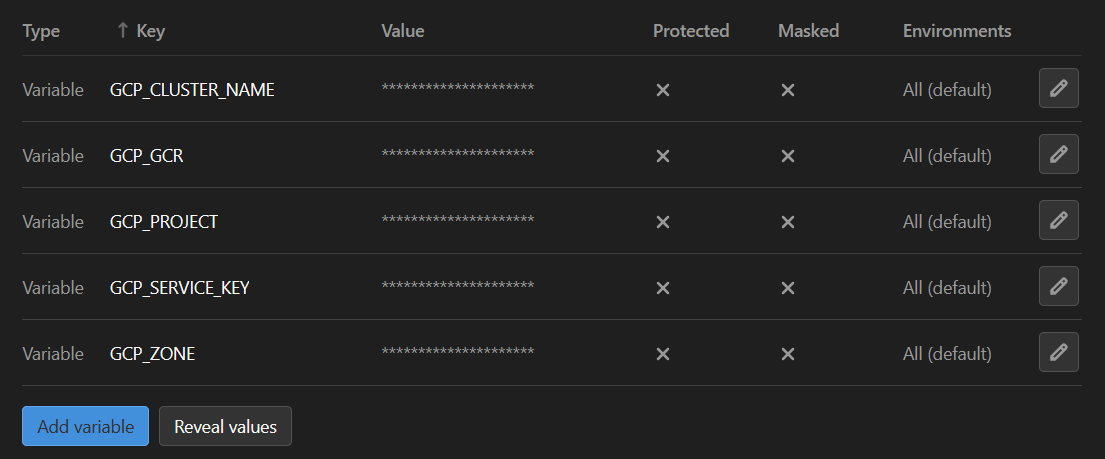 Type ↑ Key Value Protected Masked Environments
Variable GCP_CLUSTER_NAME ********************* × × All (default)
Variable GCP_GCR ********************* × × All (default)
Variable GCP_PROJECT ********************* × × All (default)
Variable GCP_SERVICE_KEY ********************* × × All (default)
Variable GCP_ZONE ********************* × × All (default)
Add variable Reveal values